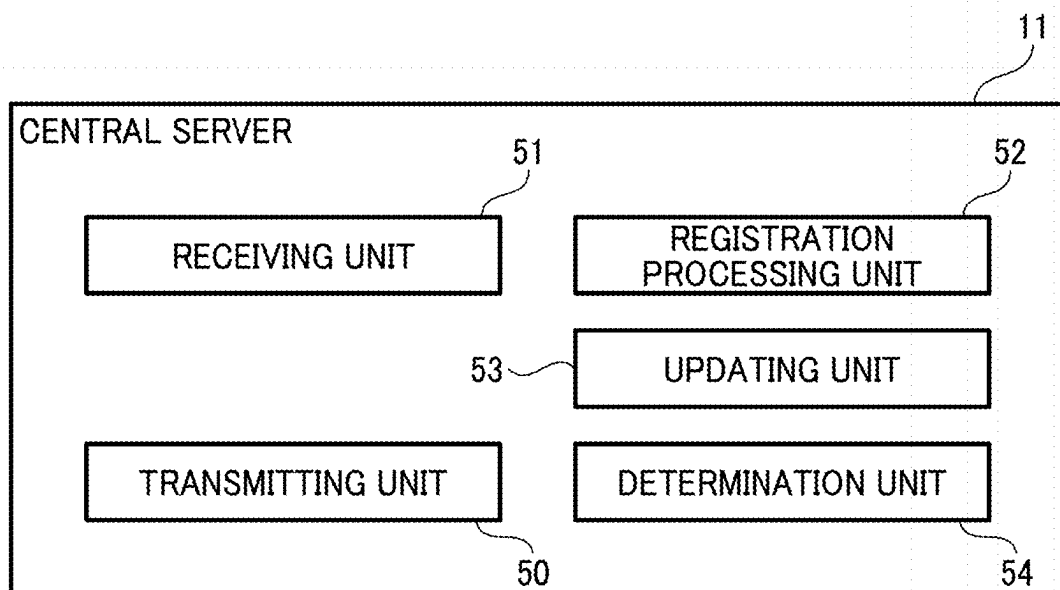 11
CENTRAL SERVER
51
52
RECEIVING UNIT
REGISTRATION
PROCESSING UNIT
53
UPDATING UNIT
TRANSMITTING UNIT
DETERMINATION UNIT
50
54